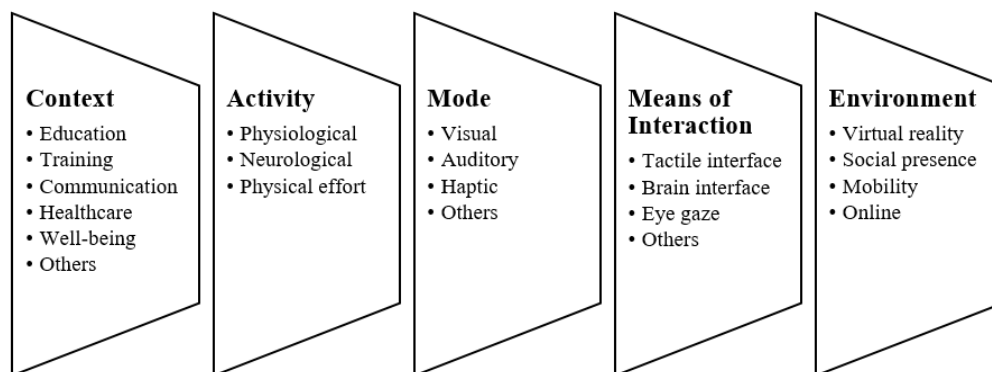 Context
• Education
• Training
• Communication
• Healthcare
• Well-being
• Others
Activity
• Physiological
• Neurological
• Physical effort
Mode
• Visual
• Auditory
• Haptic
• Others
Means of
Interaction
• Tactile interface
• Brain interface
• Eye gaze
• Others
Environment
• Virtual reality
• Social presence
• Mobility
• Online